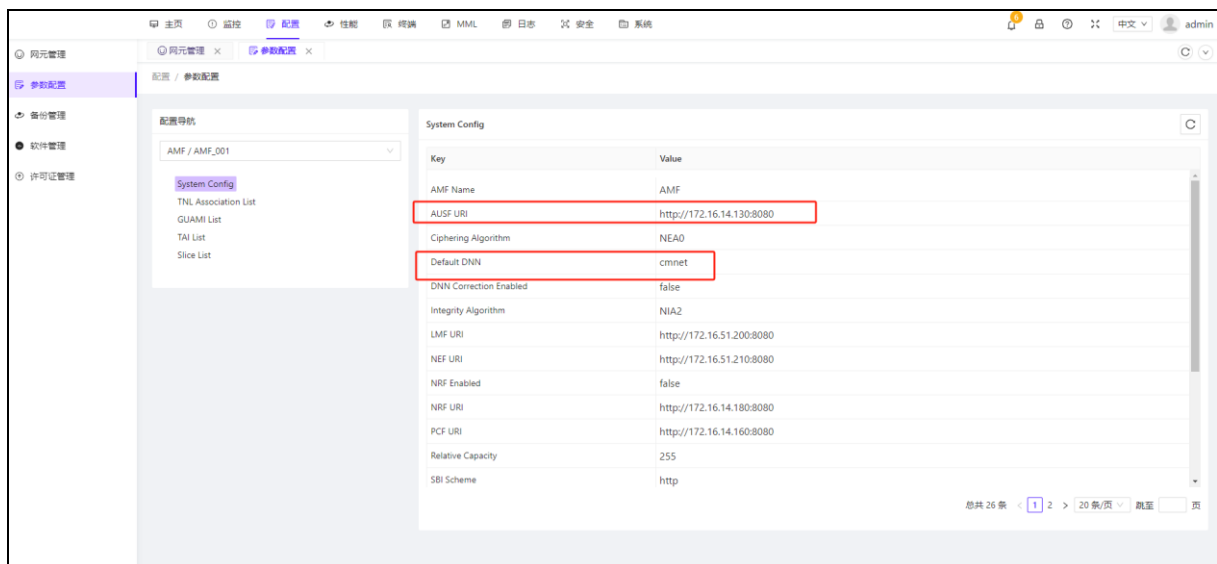 主页 监控 配置 性能 终端 MML 日志 安全 系统 6 中文 admin
网元管理
参数配置
备份管理
软件管理
许可证管理
网元管理 × 参数配置 ×
配置 / 参数配置
配置导航
AMF / AMF_001
System Config
TNL Association List
GUAMI List
TAI List
Slice List
System Config
Key Value
AMF Name AMF
AUSF URI http://172.16.14.130:8080
Ciphering Algorithm NEA0
Default DNN cmnet
DNN Correction Enabled false
Integrity Algorithm NIA2
LMF URI http://172.16.51.200:8080
NEF URI http://172.16.51.210:8080
NRF Enabled false
NRF URI http://172.16.14.180:8080
PCF URI http://172.16.14.160:8080
Relative Capacity 255
SBI Scheme http
总共 26 条 < 1 2 > 20 条/页 跳至 页